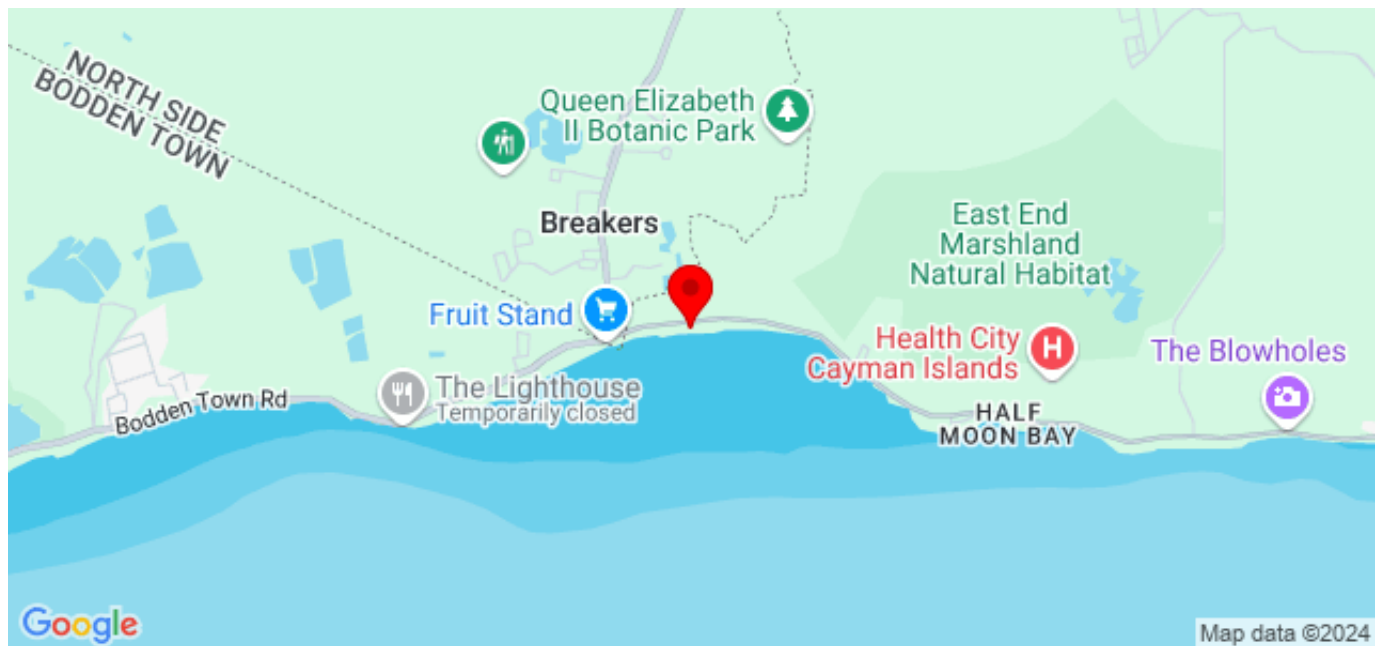 NORTH SIDE
BODDEN TOWN
Queen Elizabeth
II Botanic Park
Breakers
East End
Marshland
Natural Habitat
Fruit Stand
Health City
Cayman Islands
H
The Blowholes
The Lighthouse
Temporarily closed
Bodden Town Rd
HALF
MOON BAY
Google
Map data ©2024